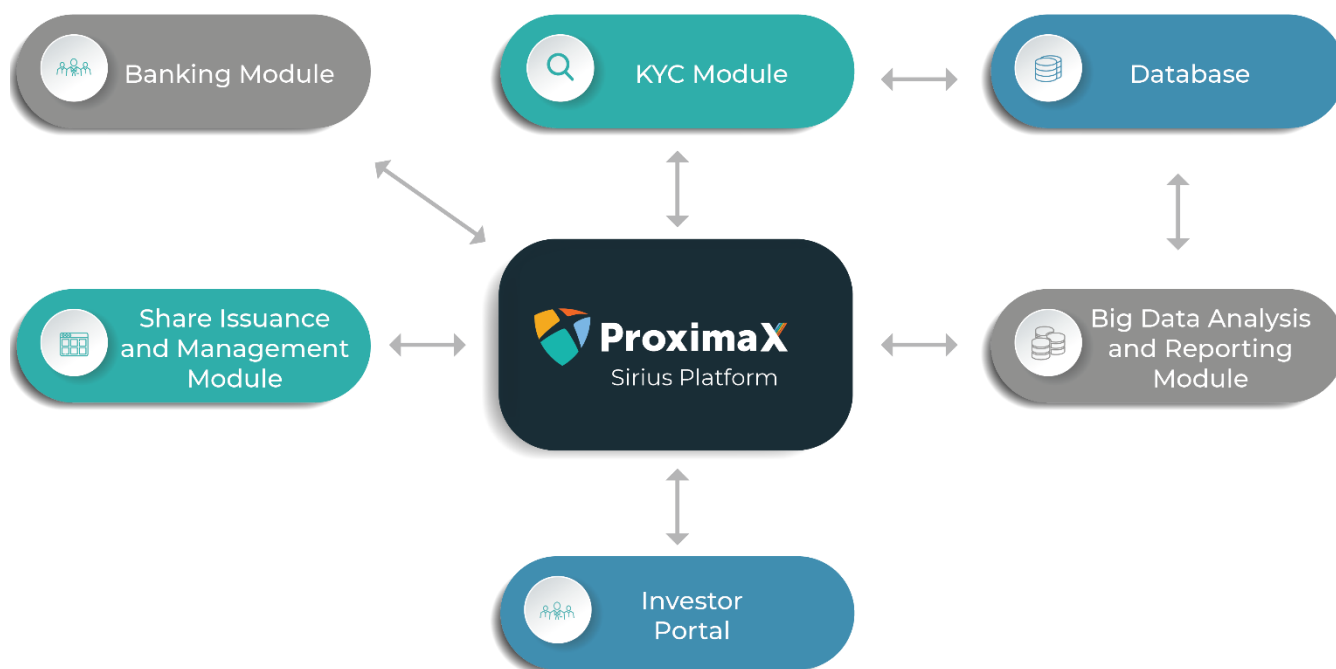 Banking Module
KYC Module
Database
Share Issuance
and Management
Module
ProximaX
Sirius Platform
Big Data Analysis
and Reporting
Module
Investor
Portal